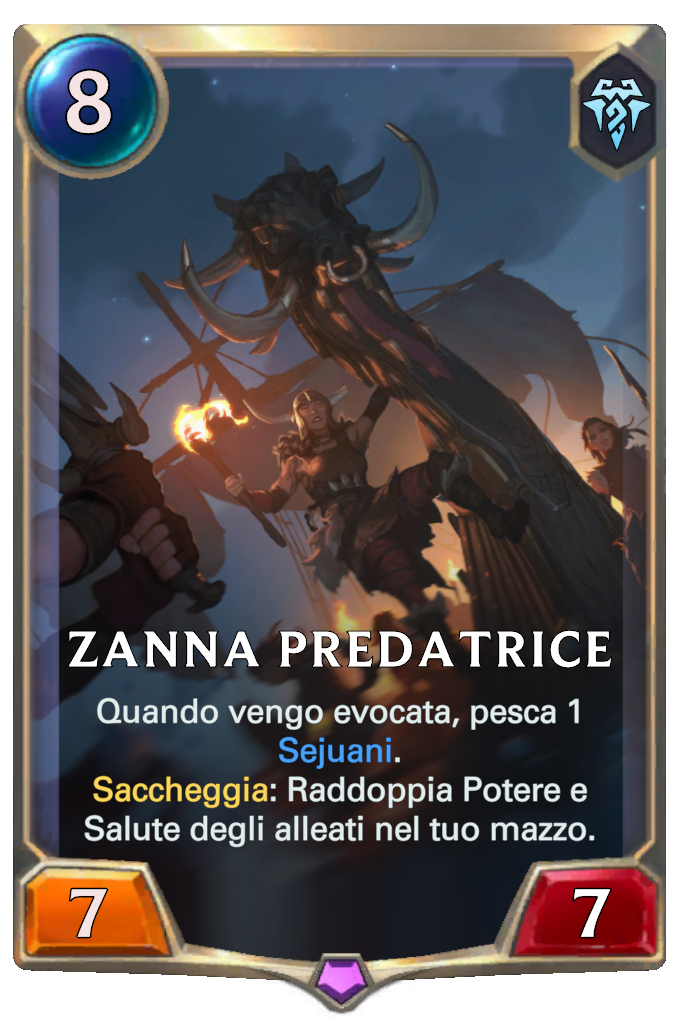 8
ZANNA PREDATRICE
Quando vengo evocata, pesca 1
Sejuani.
Saccheggia: Raddoppia Potere e
Salute degli alleati nel tuo mazzo.
7
7